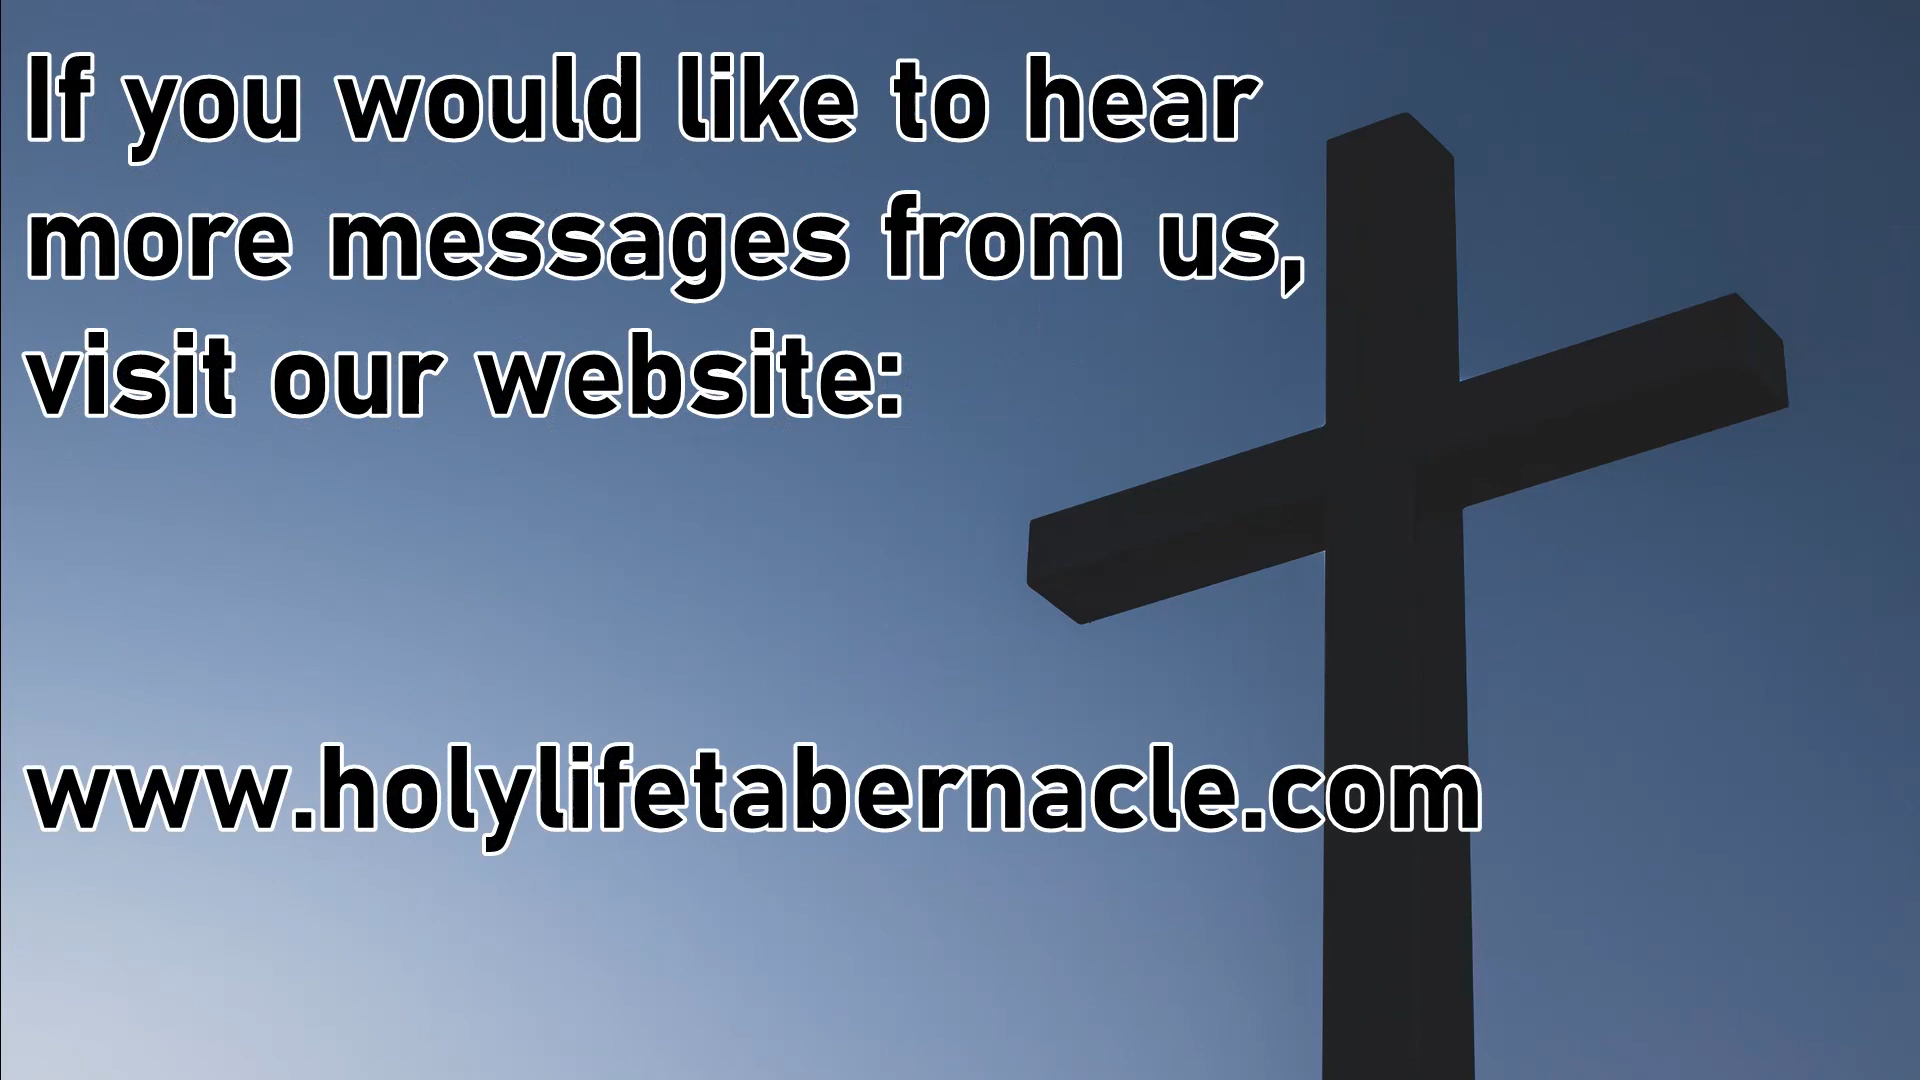 If you would like to hear
more messages from us,
visit our website:
www.holylifetabernacle.com